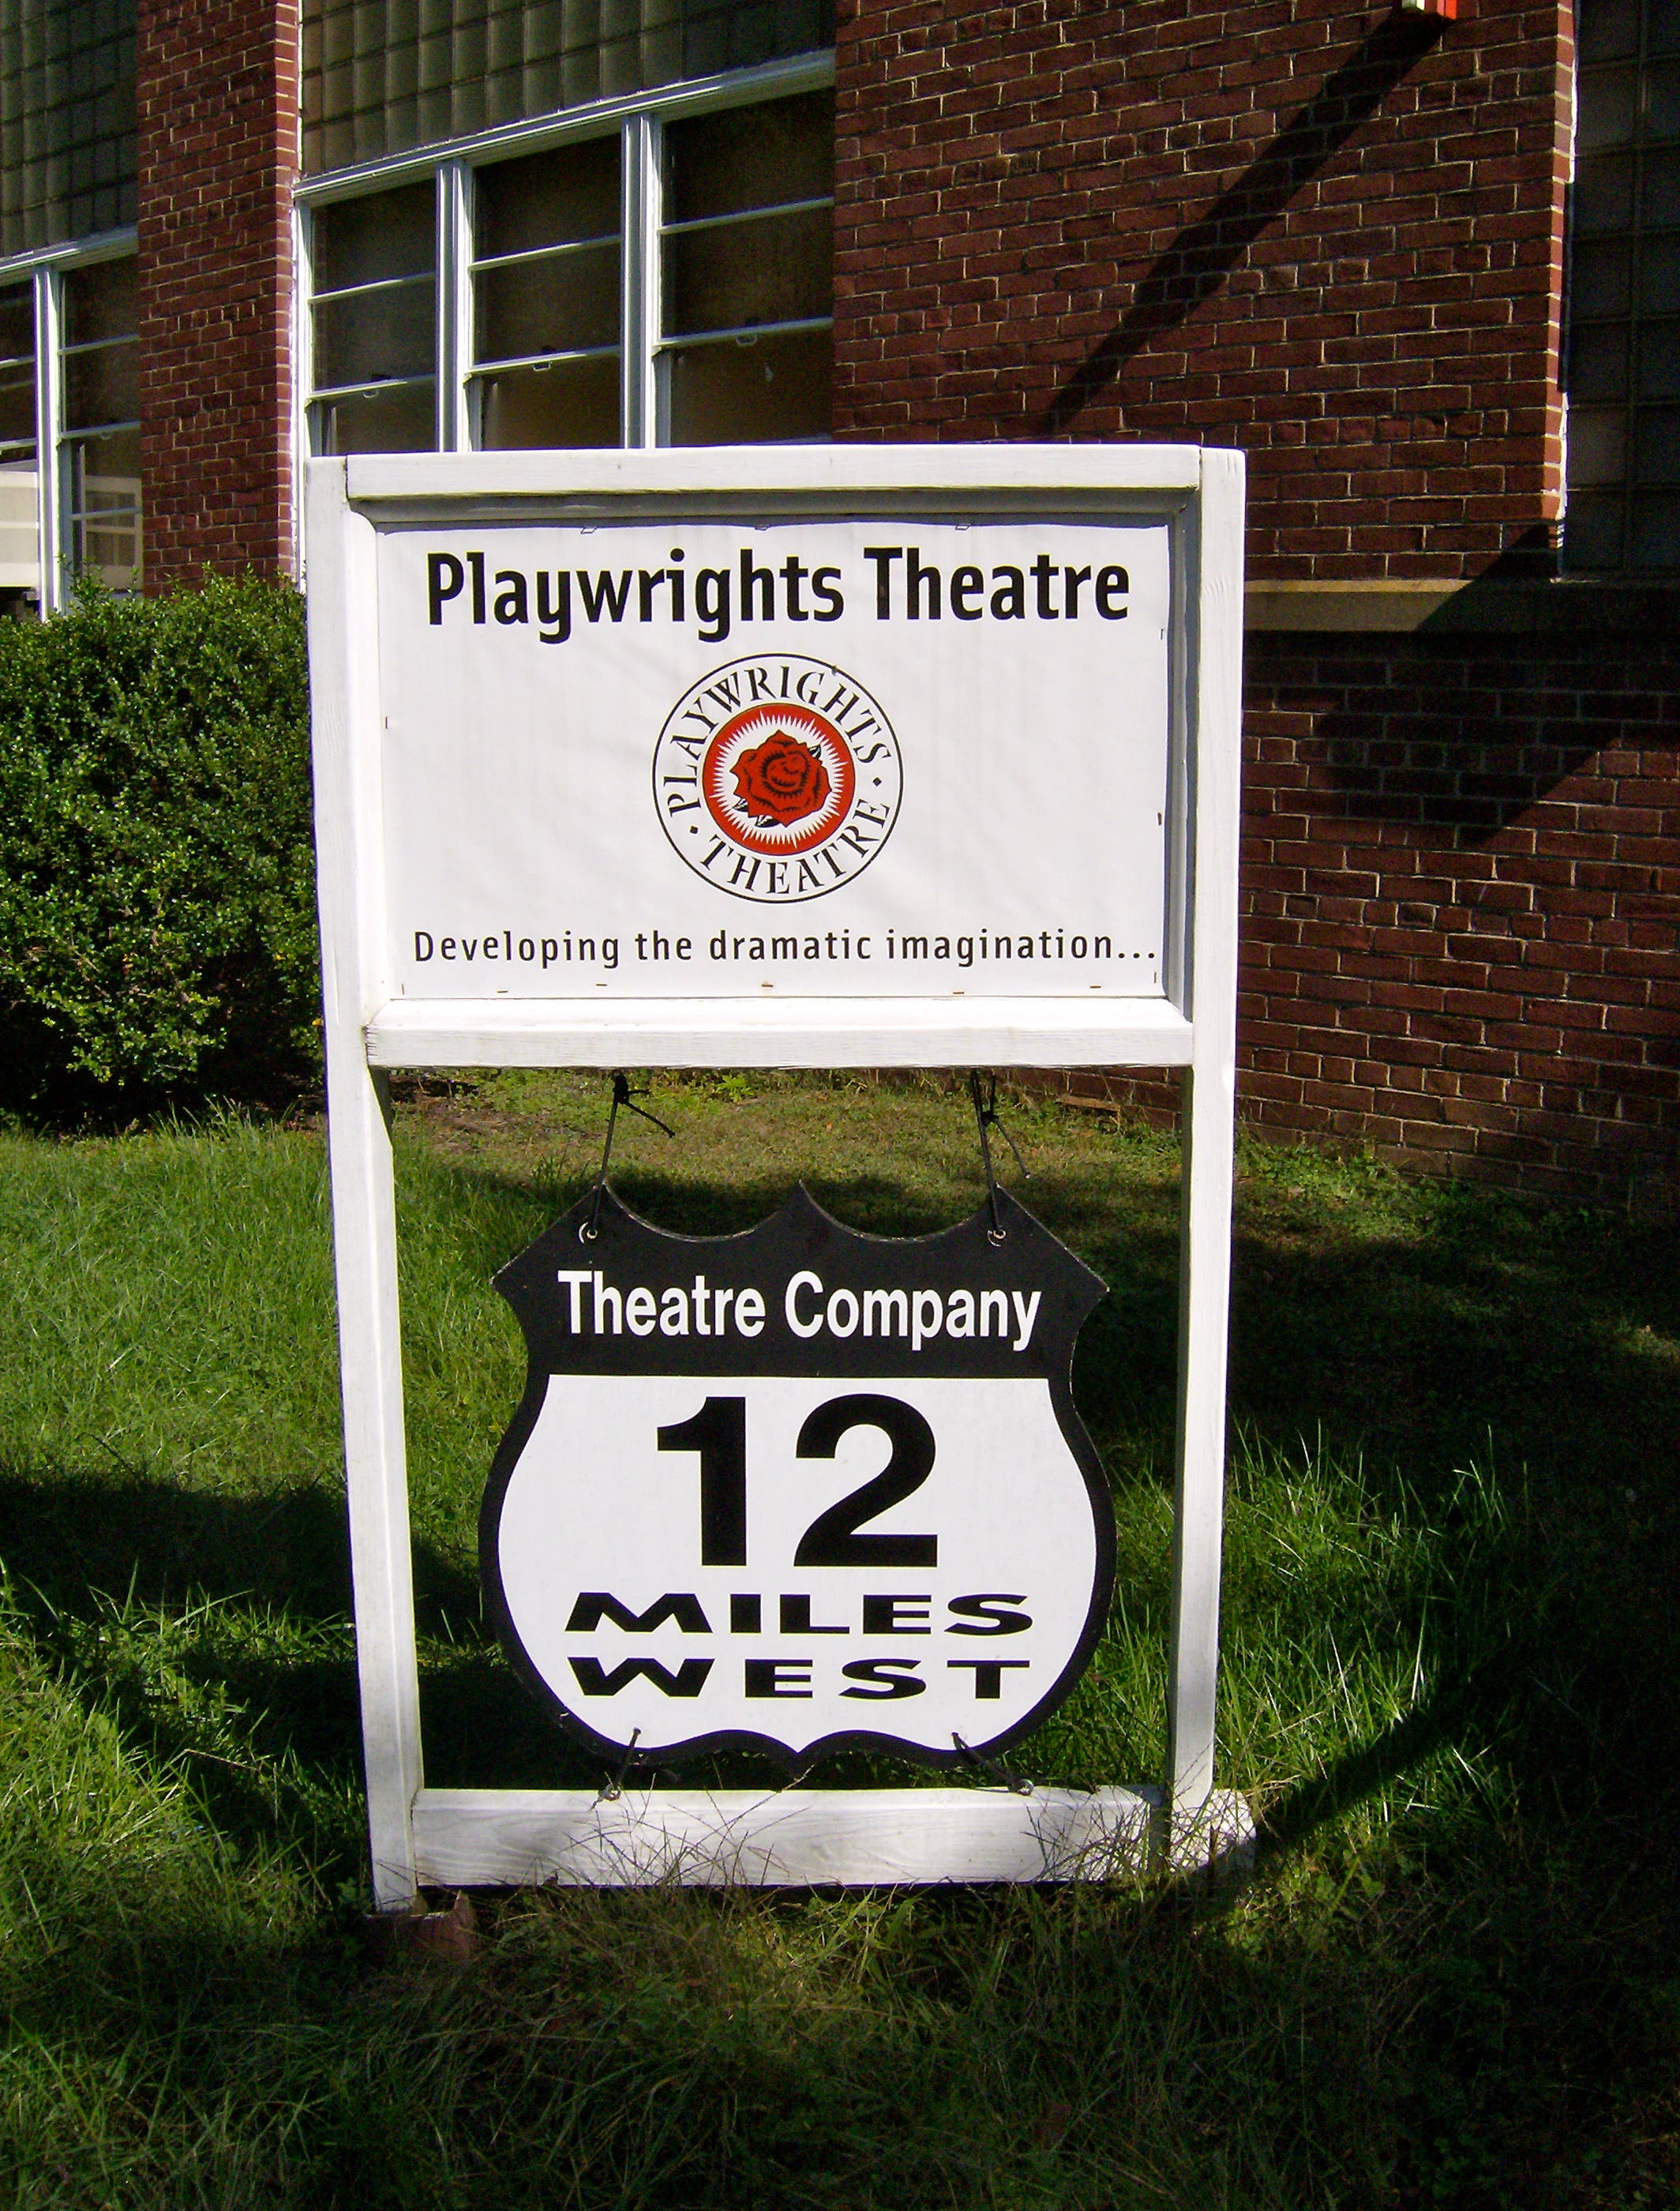 Playwrights Theatre
PLAYWRIGHTS
• THEATRE •
Developing the dramatic imagination...
Theatre Company
12
MILES
WEST